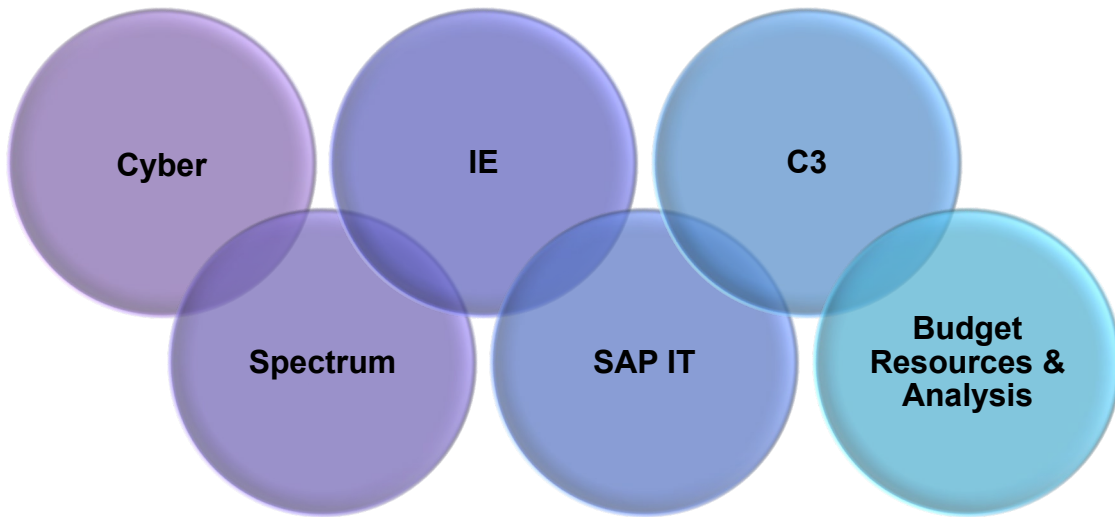 Cyber
IE
C3
Spectrum
SAP IT
Budget
Resources &
Analysis